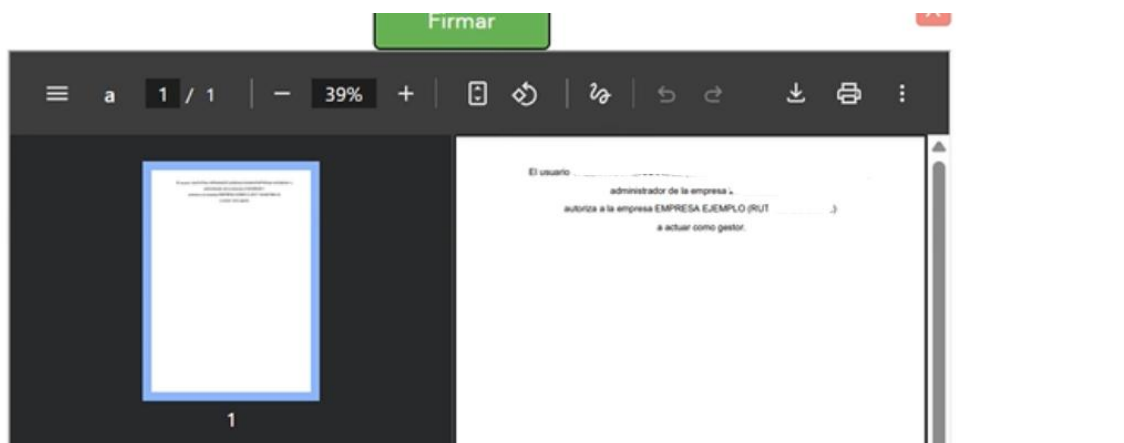 Firmar
a 1 / 1 39%
El usuario
administrador de la empresa
autoriza a la empresa EMPRESA EJEMPLO (RUT .)
a actuar como gestor.
1